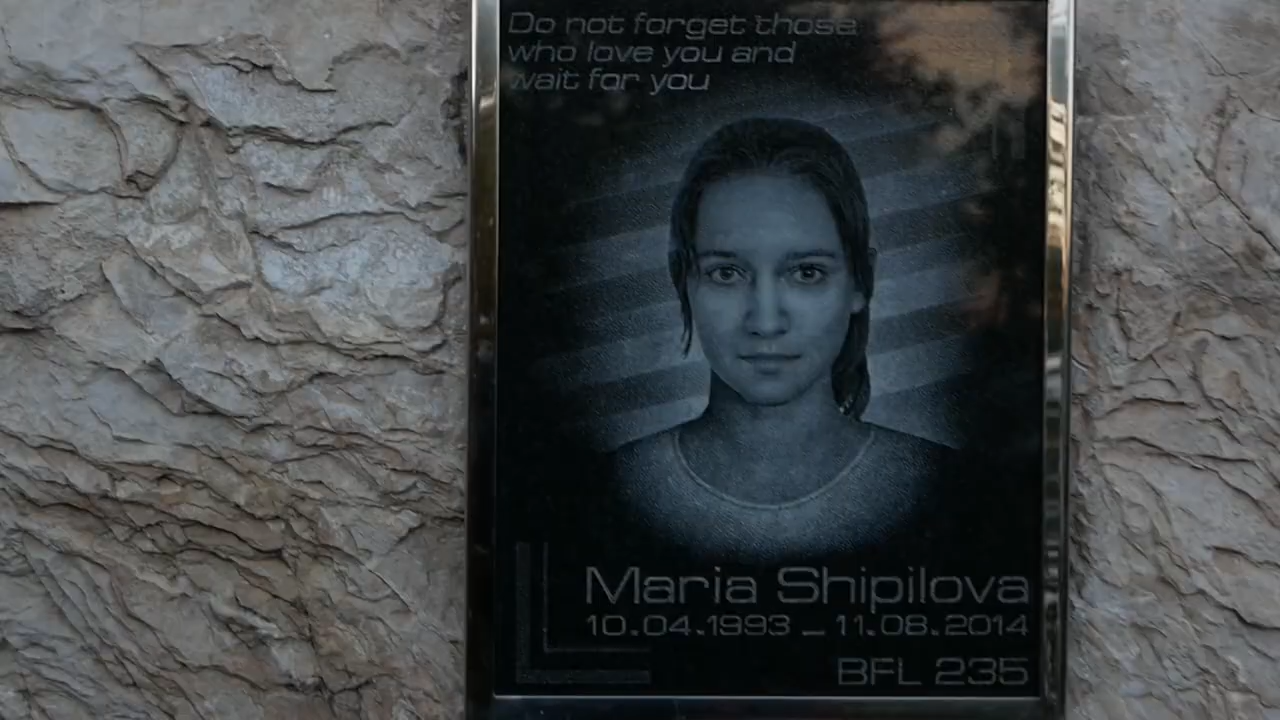 Do not forget those
who love you and
wait for you
Maria Shipilova
10.04.1993 – 11.08.2014
BFL 235